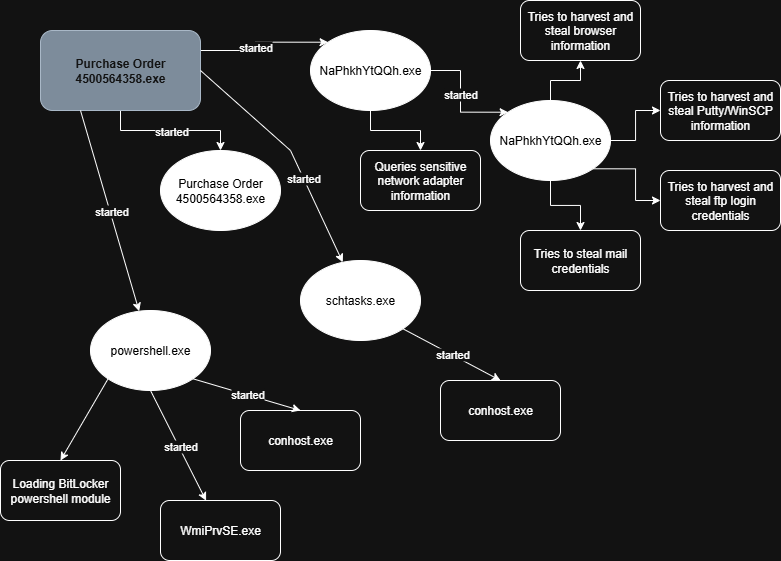 Purchase Order
4500564358.exe
started
NaPhkhYtQQh.exe
Tries to harvest and
steal browser
information
started
NaPhkhYtQQh.exe
Tries to harvest and
steal Putty/WinSCP
information
started
Purchase Order
4500564358.exe
Queries sensitive
network adapter
information
Tries to harvest and
steal ftp login
credentials
started
Tries to steal mail
credentials
started
schtasks.exe
powershell.exe
started
conhost.exe
started
conhost.exe
started
Loading BitLocker
powershell module
WmiPrvSE.exe